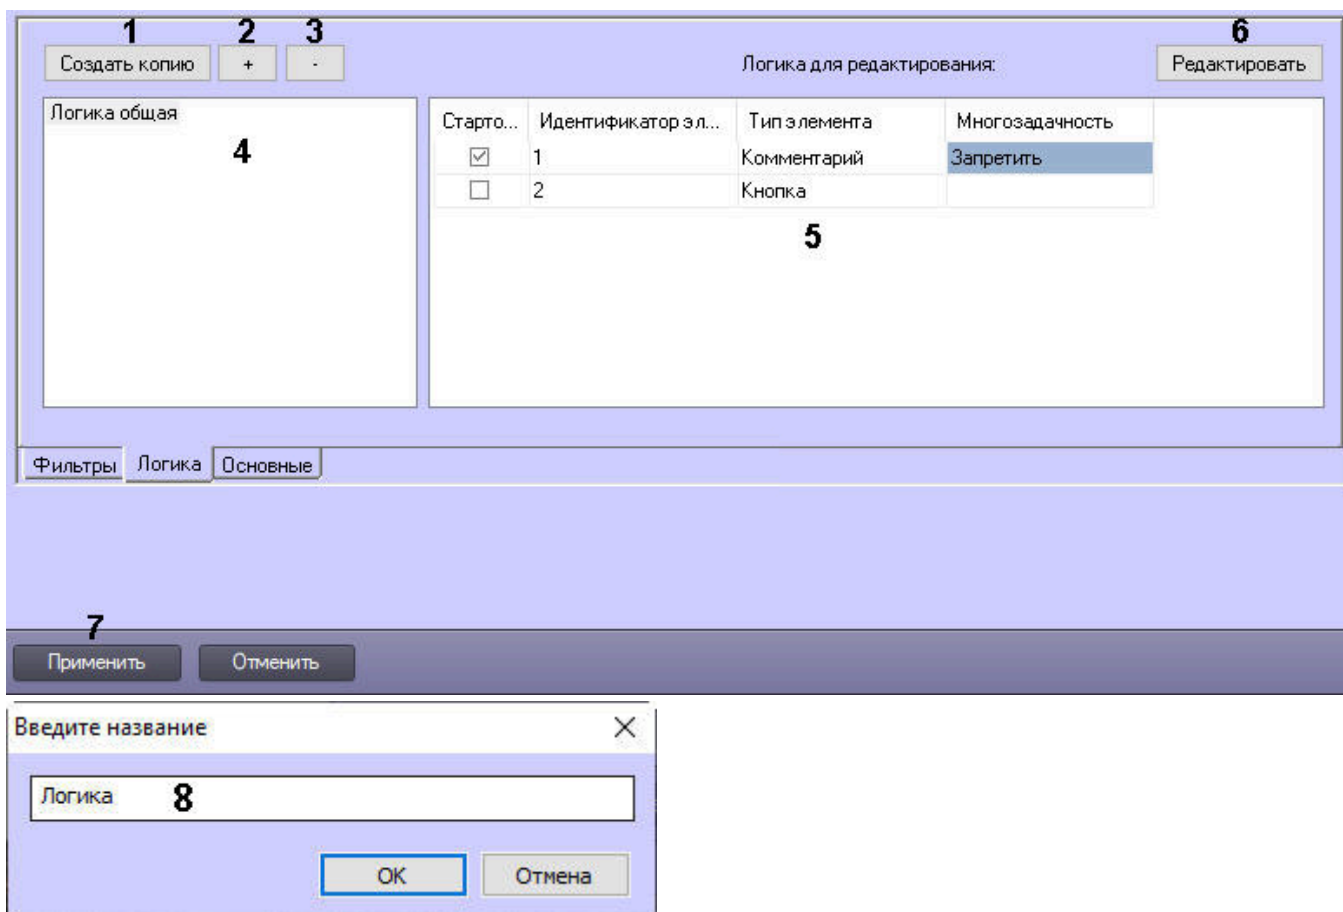 1 2 3 6
Создать копию + - Логика для редактирования: Редактировать
Логика общая
4
Старто... Идентификатор эл... Тип элемента Многозадачность
1 Комментарий Запретить
2 Кнопка
5
Фильтры Логика Основные
7
Применить Отменить
Введите название
Логика 8
OK Отмена